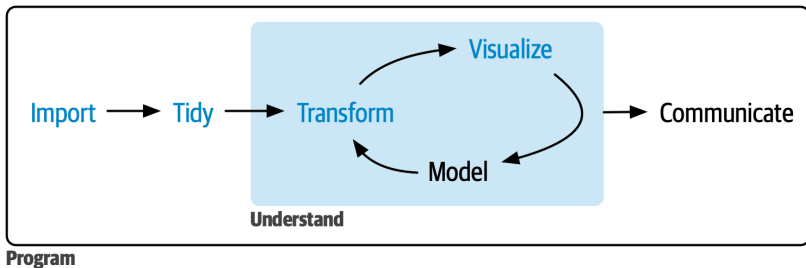 Visualize
Import Tidy Transform Communicate
Model
Understand
Program